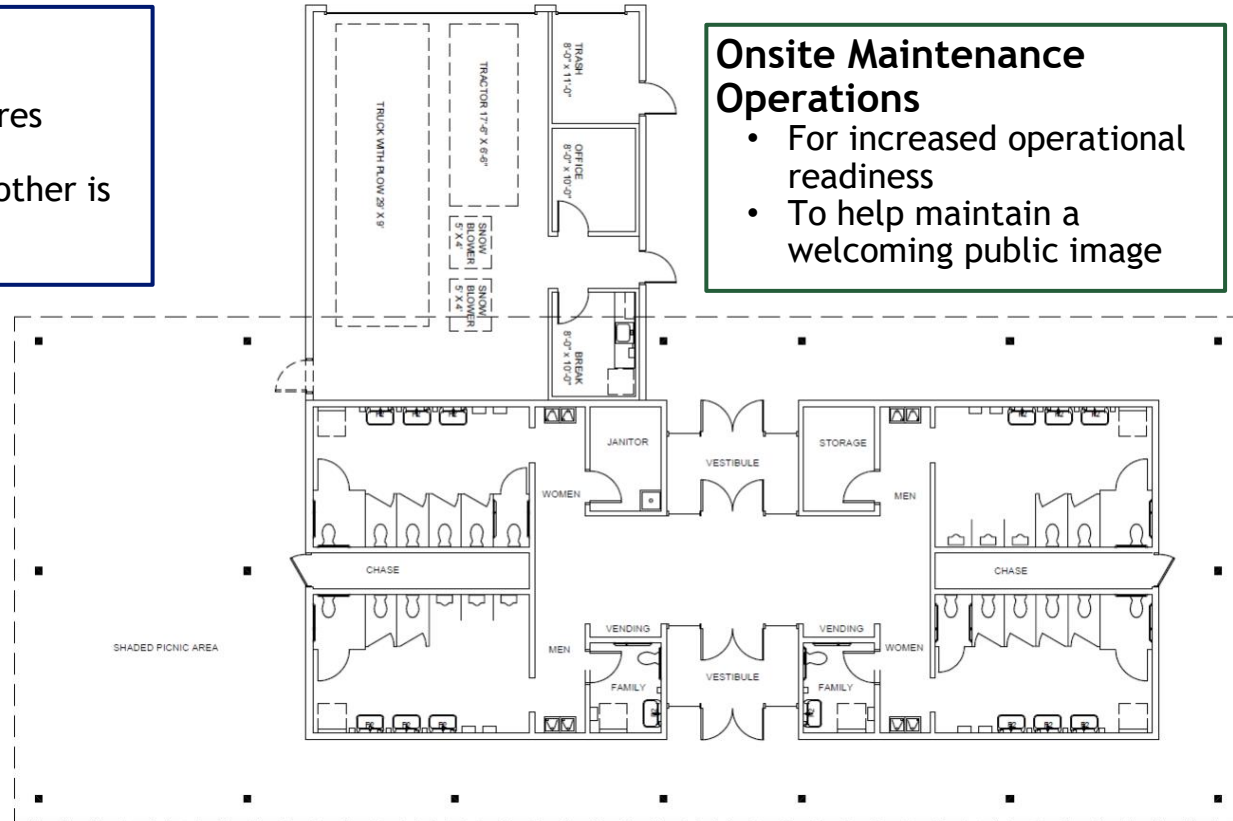 res
other is
Onsite Maintenance
Operations
• For increased operational
readiness
• To help maintain a
welcoming public image
TRUCK WITH PLOW 29' X 9'
TRACTOR 17'-6" X 6'-6"
SNOW
BLOWER
5' X 4'
SNOW
BLOWER
5' X 4'
TRASH
8'-0" x 11'-0"
OFFICE
8'-0" x 10'-0"
BREAK
8'-0" x 10'-0"
JANITOR
VESTIBULE
STORAGE
WOMEN
MEN
CHASE
CHASE
SHADED PICNIC AREA
VENDING
VENDING
MEN
WOMEN
VESTIBULE
FAMILY
FAMILY